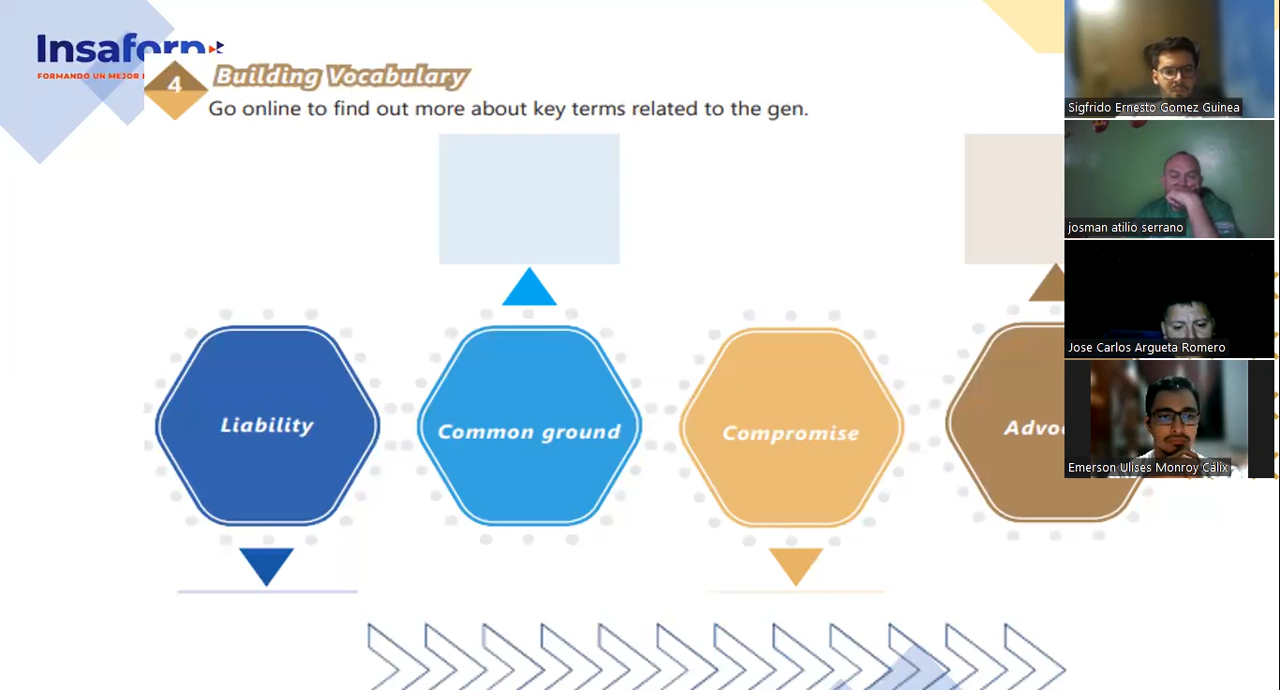 Insaforp
FORMANDO UN MEJOR
4
Building Vocabulary
Go online to find out more about key terms related to the gen.
Liability
Common ground
Compromise
Sigfrido Ernesto Gomez Guinea
josman atilio serrano
Jose Carlos Argueta Romero
Emerson Ulises Monroy Calix